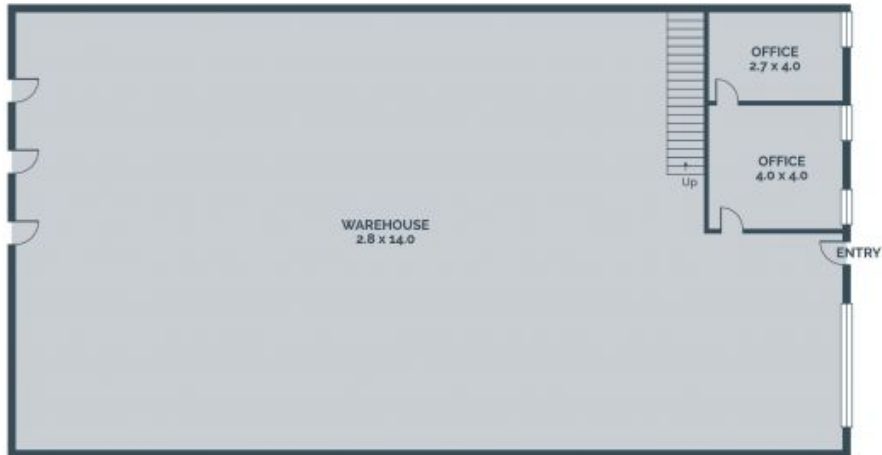 OFFICE
2.7 x 4.0
OFFICE
4.0 x 4.0
Up
WAREHOUSE
2.8 x 14.0
ENTRY